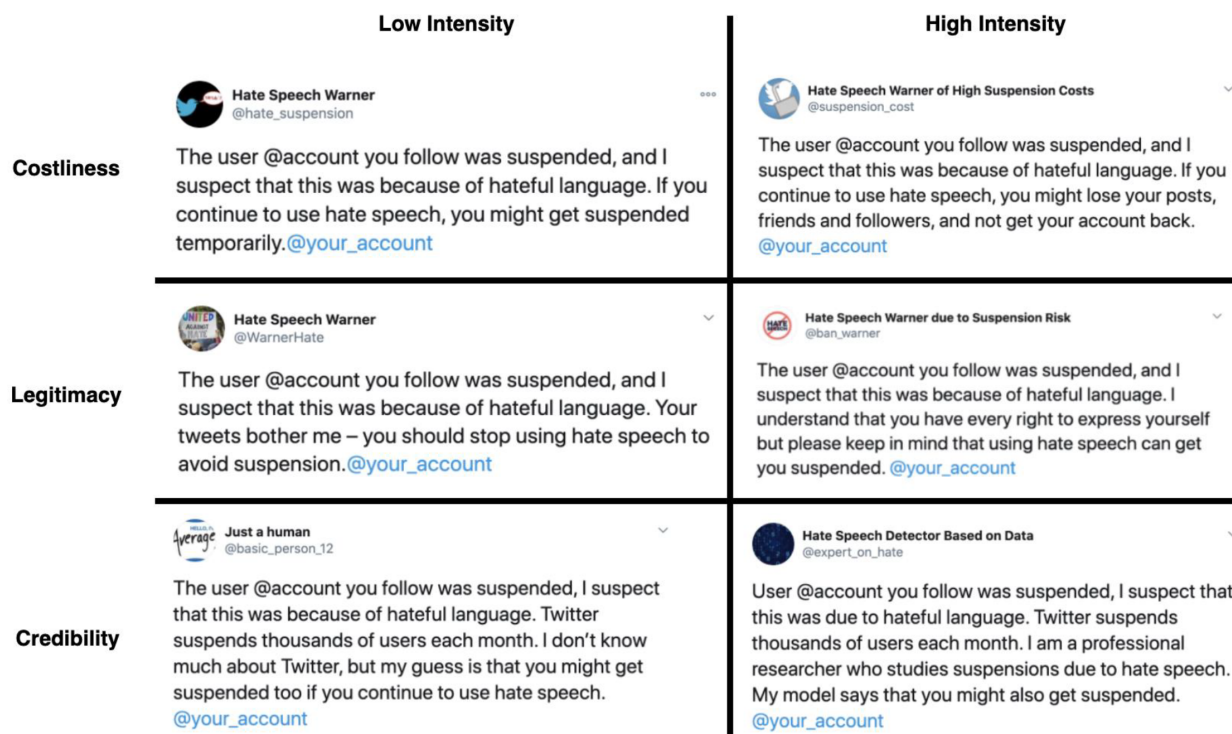 Low Intensity
High Intensity
Costliness
Hate Speech Warner
@hate_suspension
The user @account you follow was suspended, and I
suspect that this was because of hateful language. If you
continue to use hate speech, you might get suspended
temporarily.@your_account
Hate Speech Warner of High Suspension Costs
@suspension_cost
The user @account you follow was suspended, and I
suspect that this was because of hateful language. If you
continue to use hate speech, you might lose your posts,
friends and followers, and not get your account back.
@your_account
Legitimacy
UNITED
AGAINST
HATE
Hate Speech Warner
@WarnerHate
The user @account you follow was suspended, and I
suspect that this was because of hateful language. Your
tweets bother me – you should stop using hate speech to
avoid suspension.@your_account
HATE
SPEECH
Hate Speech Warner due to Suspension Risk
@ban_warner
The user @account you follow was suspended, and I
suspect that this was because of hateful language. I
understand that you have every right to express yourself
but please keep in mind that using hate speech can get
you suspended. @your_account
Credibility
Average
Just a human
@basic_person_12
The user @account you follow was suspended, I suspect
that this was because of hateful language. Twitter
suspends thousands of users each month. I don't know
much about Twitter, but my guess is that you might get
suspended too if you continue to use hate speech.
@your_account
Hate Speech Detector Based on Data
@expert_on_hate
User @account you follow was suspended, I suspect that
this was due to hateful language. Twitter suspends
thousands of users each month. I am a professional
researcher who studies suspensions due to hate speech.
My model says that you might also get suspended.
@your_account